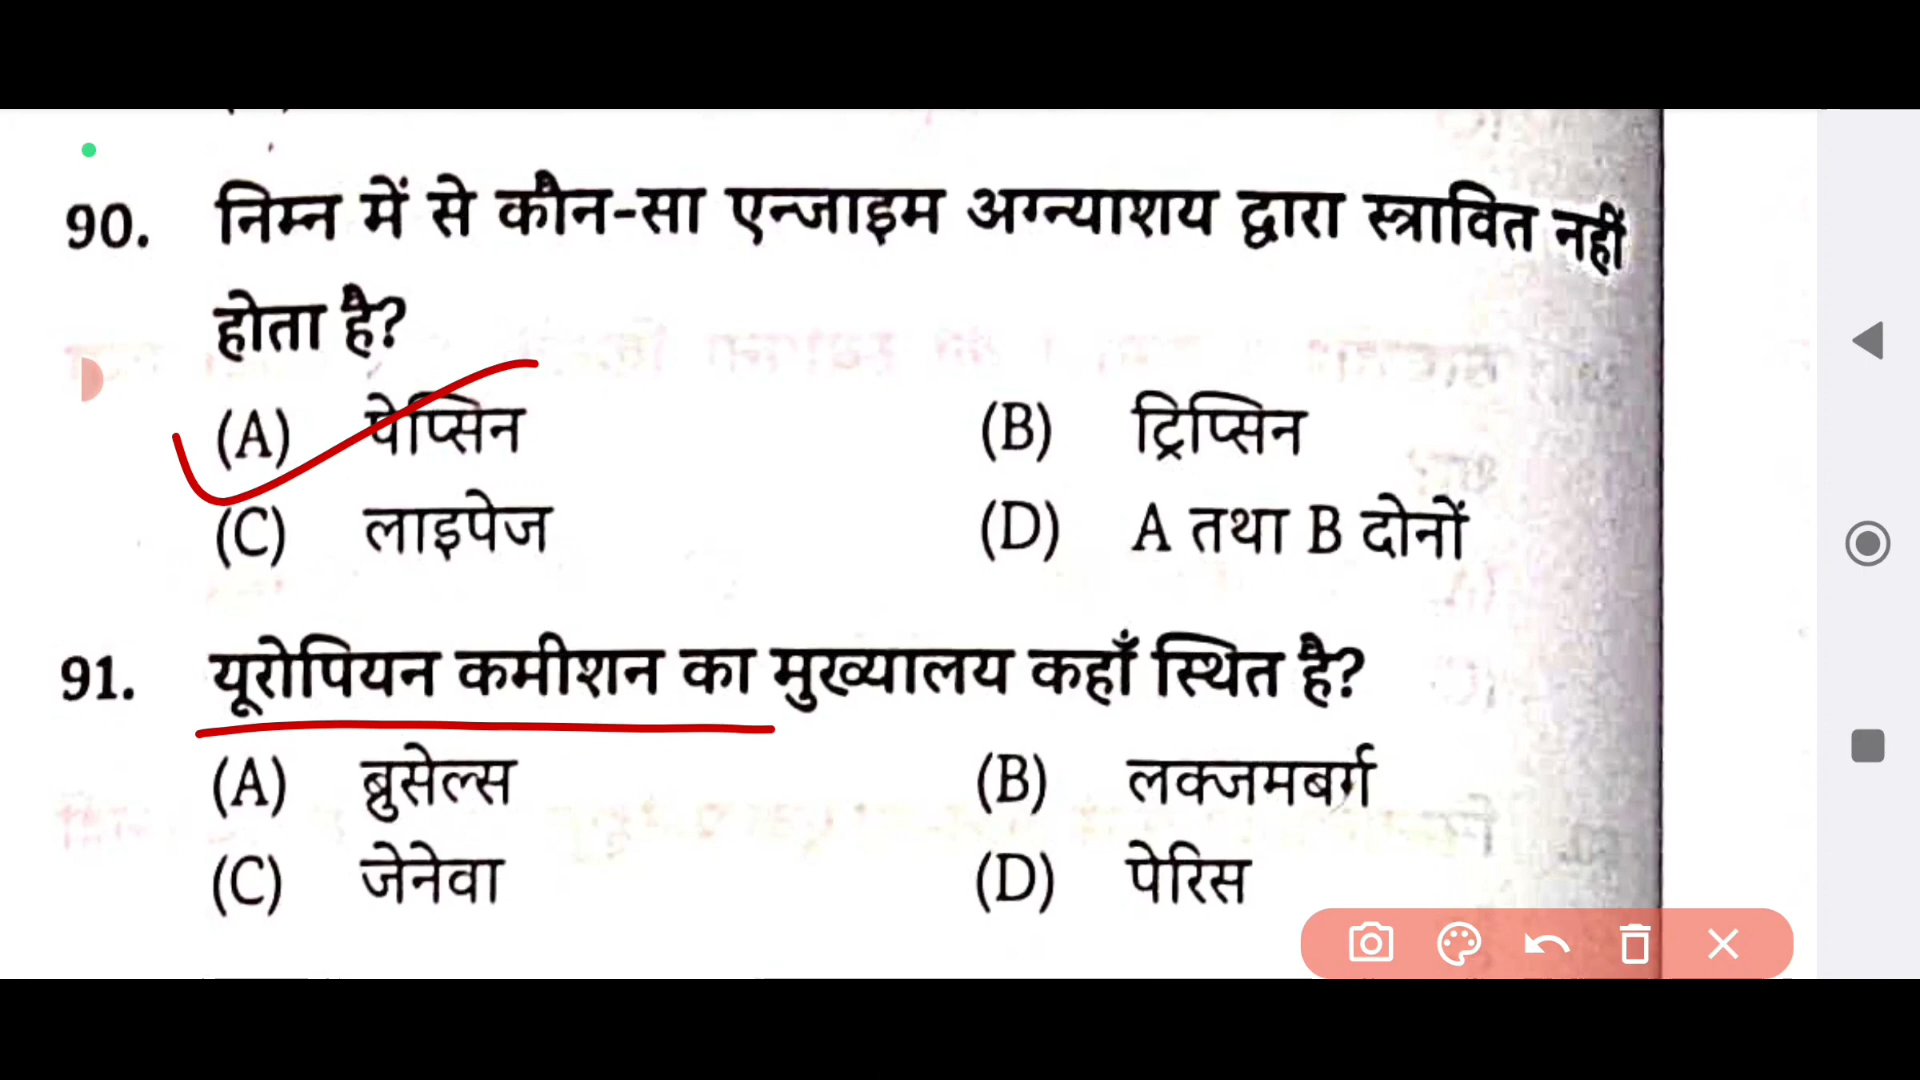 90. निम्न में से कौन-सा एन्जाइम अग्न्याशय द्वारा स्त्रावित नहीं
होता है?
(A) पेप्सिन (B) ट्रिप्सिन
(C) लाइपेज (D) A तथा B दोनों
91. यूरोपियन कमीशन का मुख्यालय कहाँ स्थित है?
(A) ब्रुसेल्स (B) लक्जमबर्ग
(C) जेनेवा (D) पेरिस